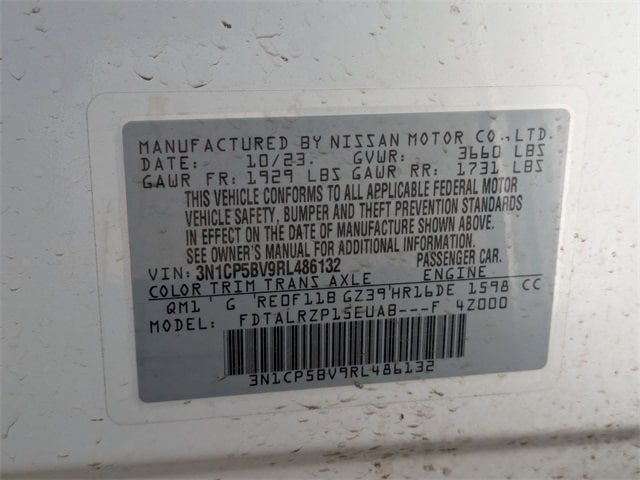 MANUFACTURED BY NISSAN MOTOR CO., LTD.
DATE: 10/23. GVWR: 3660 LBS
GAWR FR: 1929 LBS GAWR RR: 1731 LBS
THIS VEHICLE CONFORMS TO ALL APPLICABLE FEDERAL MOTOR
VEHICLE SAFETY, BUMPER AND THEFT PREVENTION STANDARDS
IN EFFECT ON THE DATE OF MANUFACTURE SHOWN ABOVE.
SEE OWNER'S MANUAL FOR ADDITIONAL INFORMATION.
VIN: 3N1CP5BV9RL486132 PASSENGER CAR.
COLOR TRIM TRANS AXLE ENGINE
QM1 G RE0F11B GZ39 HR16DE 1598 CC
MODEL: FDTALRZP15EUAB---F 42000
3N1CP5BV9RL486132